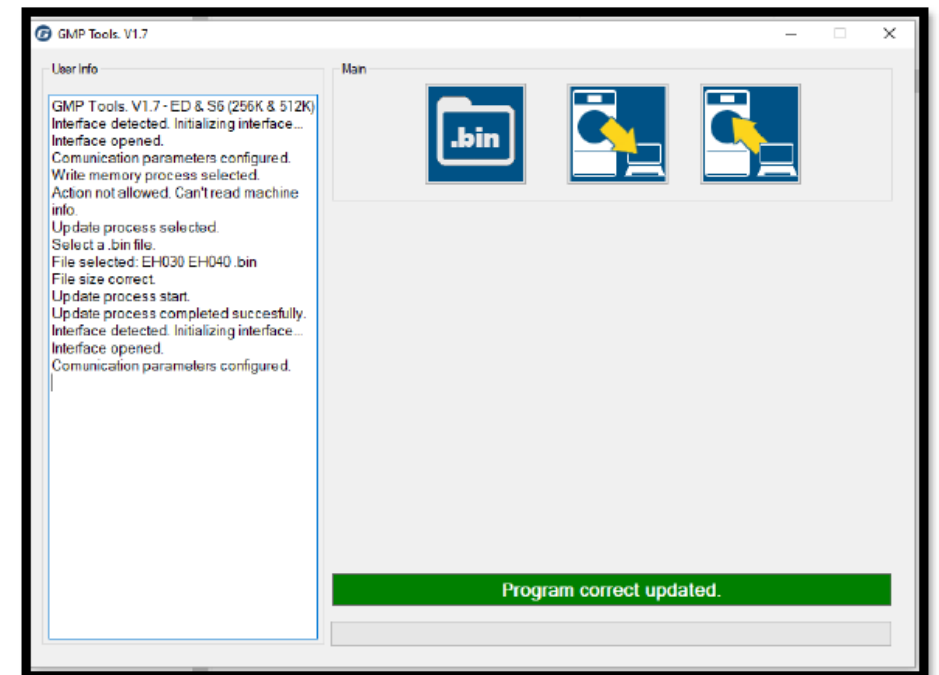 GMP Tools. V1.7
User Info
GMP Tools. V1.7 - ED & S6 (256K & 512K)
Interface detected. Initializing interface...
Interface opened.
Comunication parameters configured.
Write memory process selected.
Action not allowed. Can't read machine
info.
Update process selected.
Select a .bin file.
File selected: EH030 EH040 .bin
File size correct.
Update process start.
Update process completed succesfully.
Interface detected. Initializing interface...
Interface opened.
Comunication parameters configured.
Main
.bin
Program correct updated.